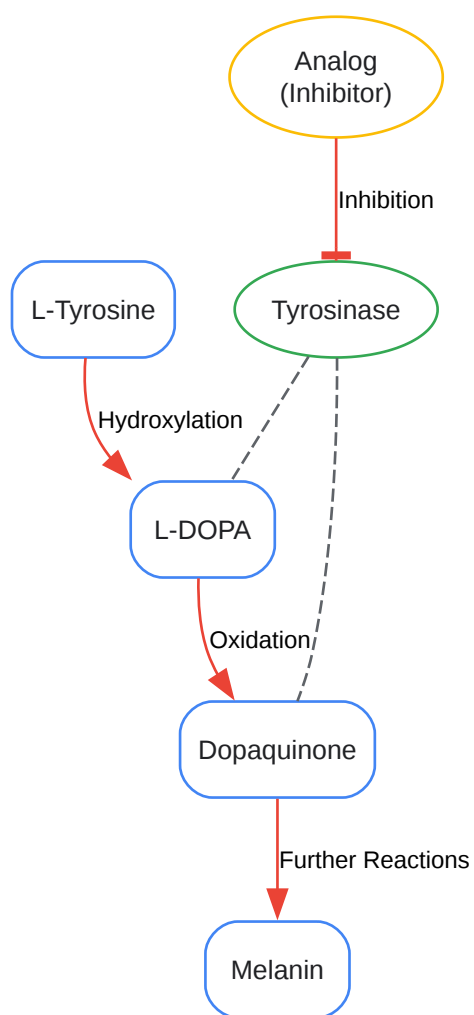 Analog
(Inhibitor)
Inhibition
L-Tyrosine
Tyrosinase
Hydroxylation
L-DOPA
Oxidation
Dopaquinone
Further Reactions
Melanin